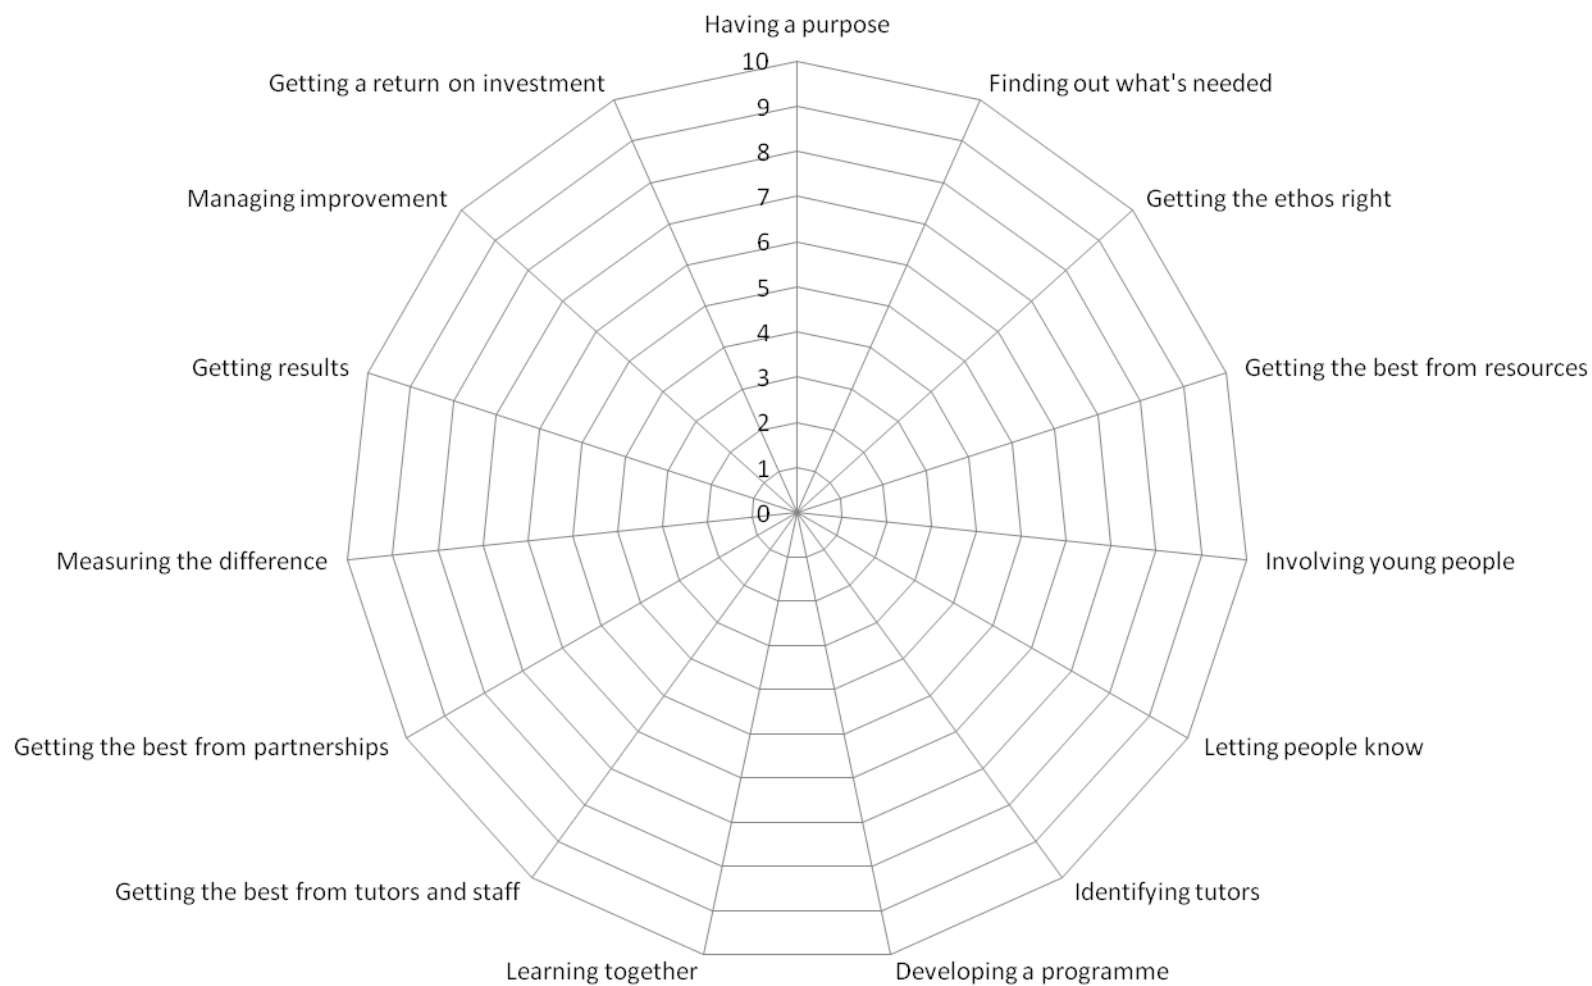 Having a purpose
10
Getting a return on investment
Finding out what's needed
9
8
Managing improvement
7
Getting the ethos right
6
5
4
Getting results
Getting the best from resources
3
2
1
0
Measuring the difference
Involving young people
Getting the best from partnerships
Letting people know
Getting the best from tutors and staff
Identifying tutors
Learning together
Developing a programme